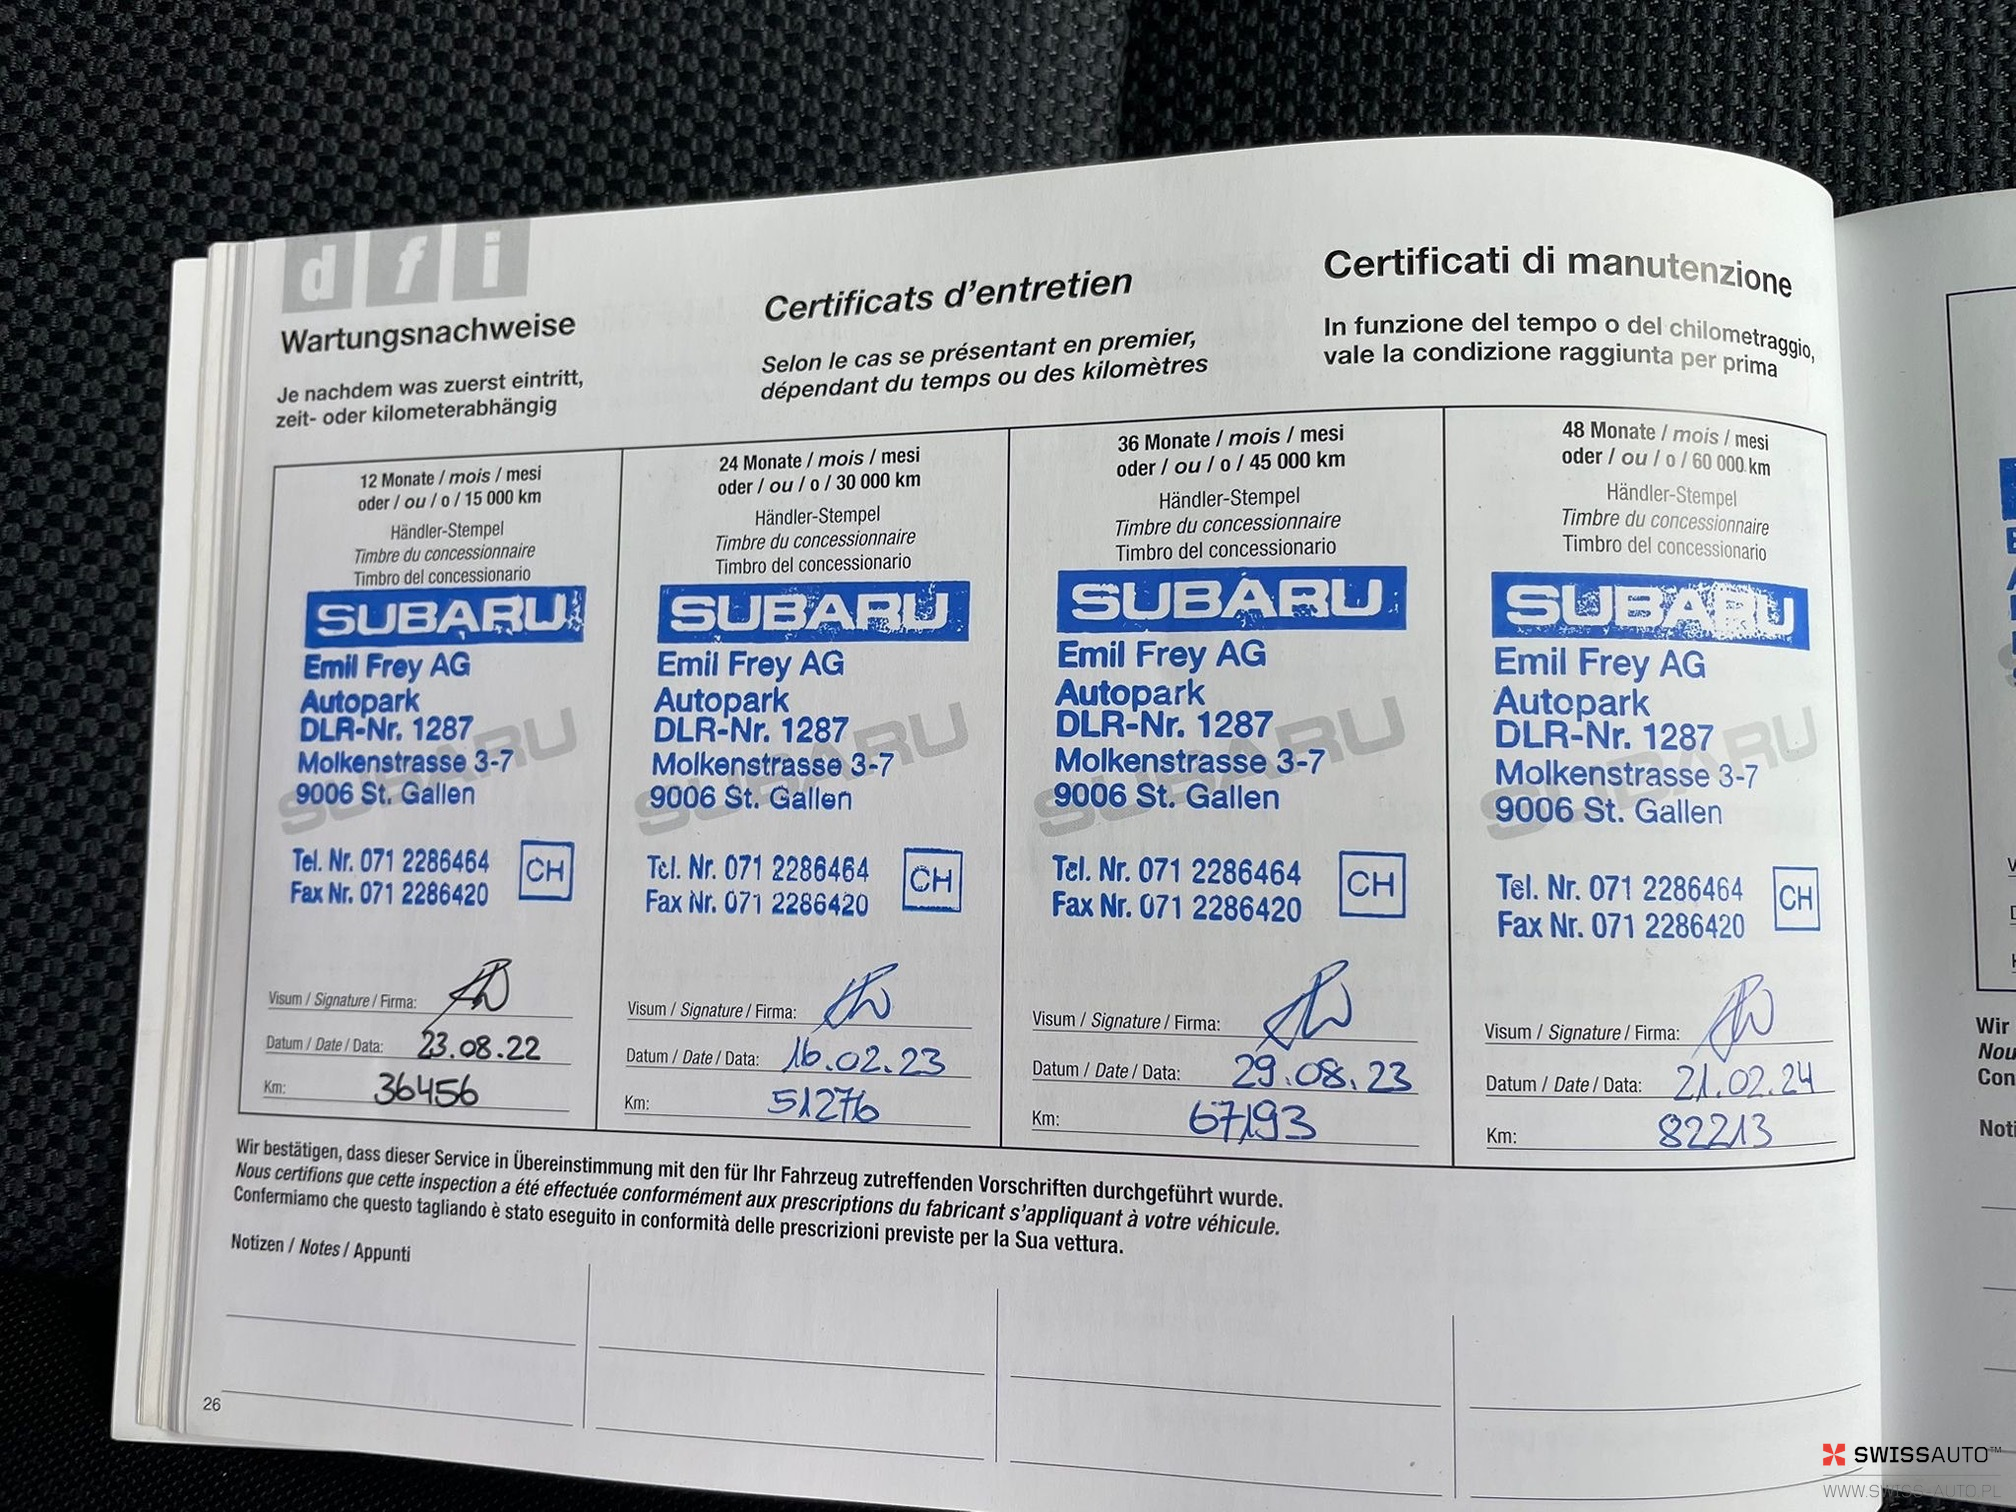 d f i
Wartungsnachweise
Je nachdem was zuerst eintritt,
zeit- oder kilometerabhängig
Certificats d'entretien
Selon le cas se présentant en premier,
dépendant du temps ou des kilomètres
Certificati di manutenzione
In funzione del tempo o del chilometraggio,
vale la condizione raggiunta per prima
12 Monate / mois / mesi
oder / ou / o / 15 000 km
Händler-Stempel
Timbre du concessionnaire
Timbro del concessionario
SUBARU
SUBARU
Emil Frey AG
Autopark
DLR-Nr. 1287
Molkenstrasse 3-7
9006 St. Gallen
Tel. Nr. 071 2286464
Fax Nr. 071 2286420
CH
Visum / Signature / Firma:
Datum / Date / Data: 23.08.22
Km: 36456
24 Monate / mois / mesi
oder / ou / o / 30 000 km
Händler-Stempel
Timbre du concessionnaire
Timbro del concessionario
SUBARU
SUBARU
Emil Frey AG
Autopark
DLR-Nr. 1287
Molkenstrasse 3-7
9006 St. Gallen
Tel. Nr. 071 2286464
Fax Nr. 071 2286420
CH
Visum / Signature / Firma:
Datum / Date / Data: 16.02.23
Km: 51276
36 Monate / mois / mesi
oder / ou / o / 45 000 km
Händler-Stempel
Timbre du concessionnaire
Timbro del concessionario
SUBARU
SUBARU
Emil Frey AG
Autopark
DLR-Nr. 1287
Molkenstrasse 3-7
9006 St. Gallen
Tel. Nr. 071 2286464
Fax Nr. 071 2286420
CH
Visum / Signature / Firma:
Datum / Date / Data: 29.08.23
Km: 67193
48 Monate / mois / mesi
oder / ou / o / 60 000 km
Händler-Stempel
Timbre du concessionnaire
Timbro del concessionario
SUBARU
SUBARU
Emil Frey AG
Autopark
DLR-Nr. 1287
Molkenstrasse 3-7
9006 St. Gallen
Tel. Nr. 071 2286464
Fax Nr. 071 2286420
CH
Visum / Signature / Firma:
Datum / Date / Data: 21.02.24
Km: 82213
Wir bestätigen, dass dieser Service in Übereinstimmung mit den für Ihr Fahrzeug zutreffenden Vorschriften durchgeführt wurde.
Nous certifions que cette inspection a été effectuée conformément aux prescriptions du fabricant s'appliquant à votre véhicule.
Confermiamo che questo tagliando è stato eseguito in conformità delle prescrizioni previste per la Sua vettura.
Notizen / Notes / Appunti
26
Wir
Nou
Con
Noti
SWISSAUTO™
WWW.SWISS-AUTO.PL